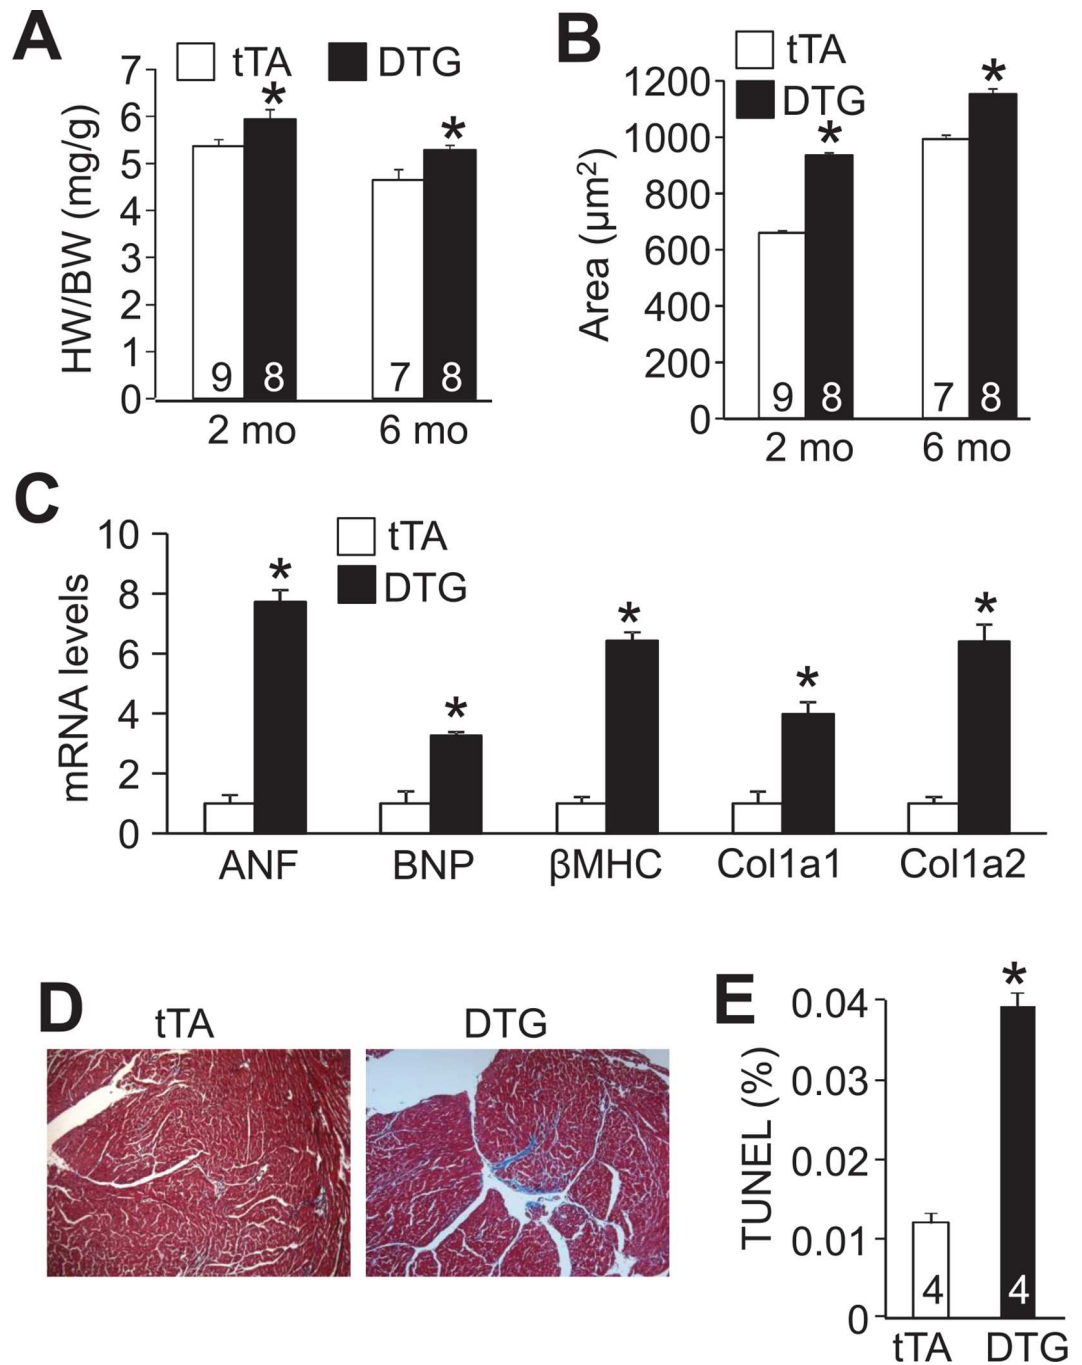 A
tTA DTG
HW/BW (mg/g)
7
6
5
4
3
2
1
0
* *
9 8 7 8
2 mo 6 mo
B
tTA
DTG
Area (µm²)
1200
1000
800
600
400
200
0
* *
9 8 7 8
2 mo 6 mo
C
tTA
DTG
mRNA levels
10
8
6
4
2
0
* * * * *
ANF BNP βMHC Col1a1 Col1a2
D
tTA DTG
E
TUNEL (%)
0.04
0.03
0.02
0.01
0
*
4 4
tTA DTG